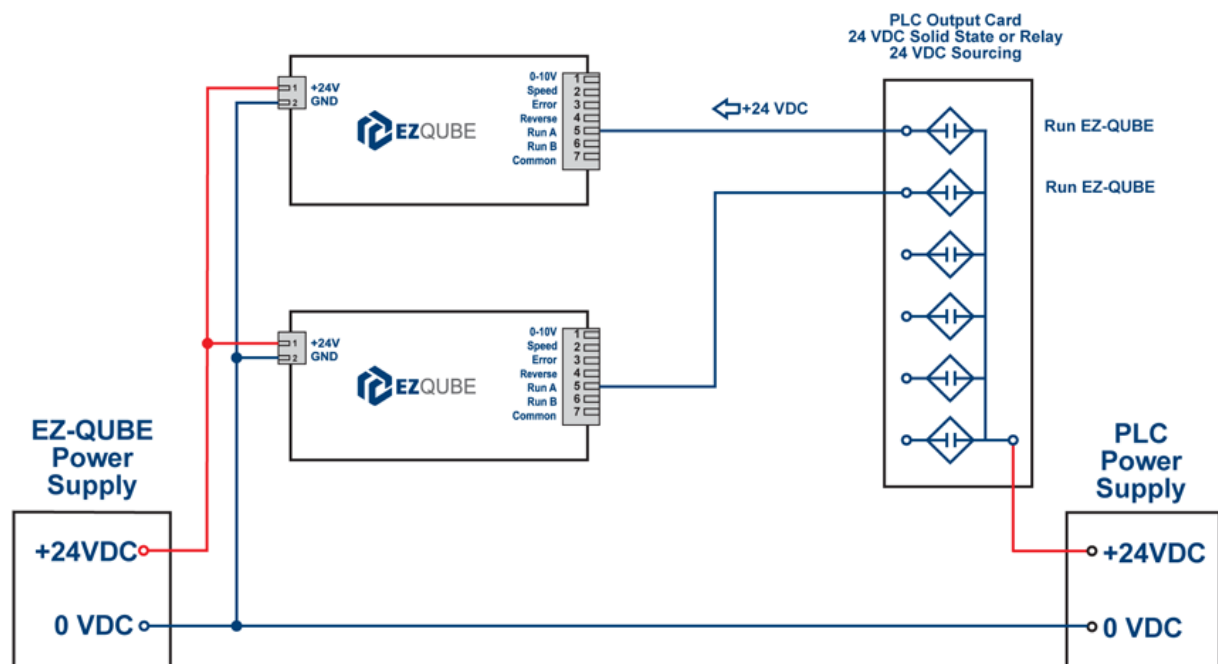 PLC Output Card
24 VDC Solid State or Relay
24 VDC Sourcing
1 +24V
2 GND
EZQUBE
0-10V 1
Speed 2
Error 3
Reverse 4
Run A 5
Run B 6
Common 7
+24 VDC
Run EZ-QUBE
Run EZ-QUBE
1 +24V
2 GND
EZQUBE
0-10V 1
Speed 2
Error 3
Reverse 4
Run A 5
Run B 6
Common 7
EZ-QUBE
Power
Supply
+24VDC
0 VDC
PLC
Power
Supply
+24VDC
0 VDC